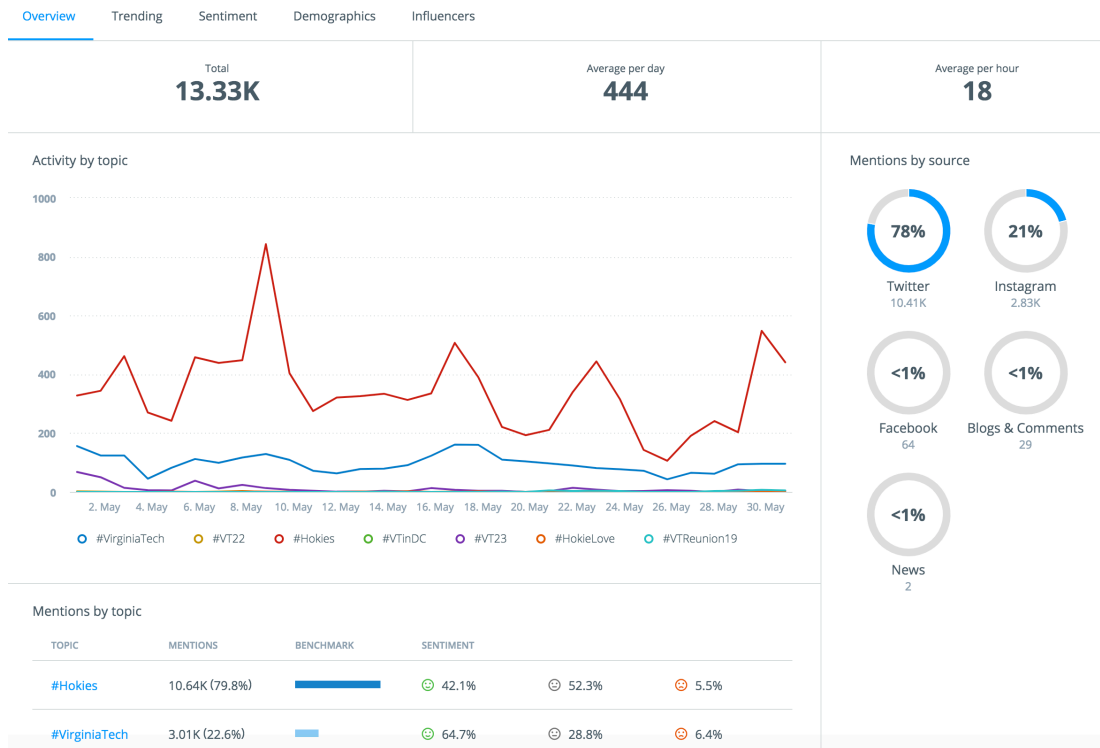 Overview Trending Sentiment Demographics Influencers
Total
13.33K
Average per day
444
Average per hour
18
Activity by topic
1000
800
600
400
200
0
2. May 4. May 6. May 8. May 10. May 12. May 14. May 16. May 18. May 20. May 22. May 24. May 26. May 28. May 30. May
#VirginiaTech #VT22 #Hokies #VTinDC #VT23 #HokieLove #VTReunion19
Mentions by source
78%
Twitter
10.41K
21%
Instagram
2.83K
<1%
Facebook
64
<1%
Blogs & Comments
29
<1%
News
2
Mentions by topic
TOPIC MENTIONS BENCHMARK SENTIMENT
#Hokies 10.64K (79.8%) 42.1% 52.3% 5.5%
#VirginiaTech 3.01K (22.6%) 64.7% 28.8% 6.4%